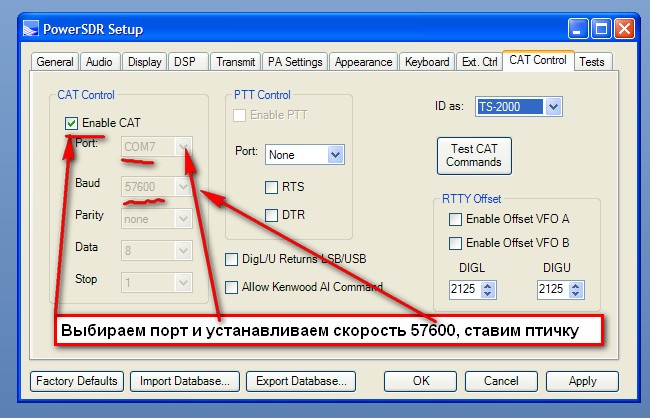 PowerSDR Setup
General Audio Display DSP Transmit PA Settings Appearance Keyboard Ext. Ctrl CAT Control Tests
CAT Control
Enable CAT
Port: COM7
Baud 57600
Parity none
Data 8
Stop 1
PTT Control
Enable PTT
Port: None
RTS
DTR
DigL/U Returns LSB/USB
Allow Kenwood AI Command
ID as: TS-2000
Test CAT
Commands
RTTY Offset
Enable Offset VFO A
Enable Offset VFO B
DIGL DIGU
2125 2125
Выбираем порт и устанавливаем скорость 57600, ставим птичку
Factory Defaults Import Database... Export Database... OK Cancel Apply